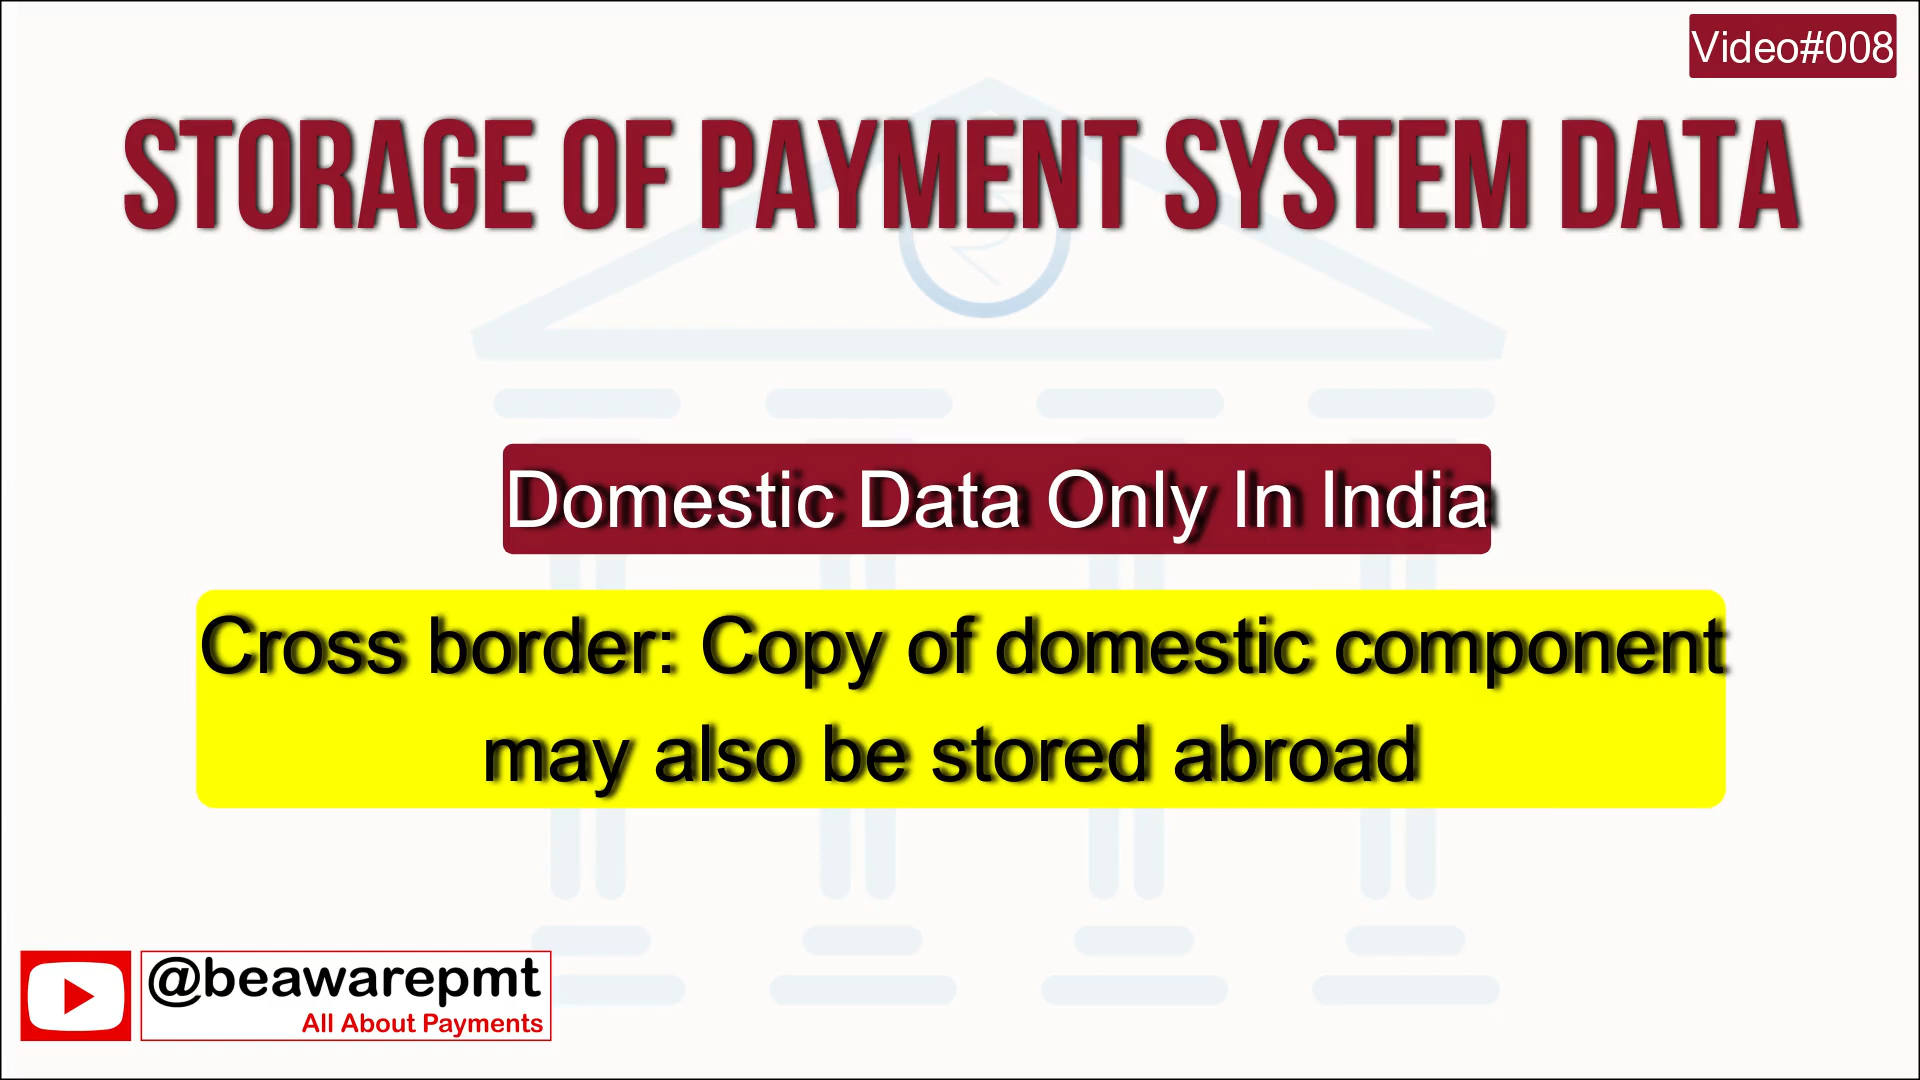 Video#008
STORAGE OF PAYMENT SYSTEM DATA
Domestic Data Only In India
Cross border: Copy of domestic component
may also be stored abroad
@beawarepmt
All About Payments